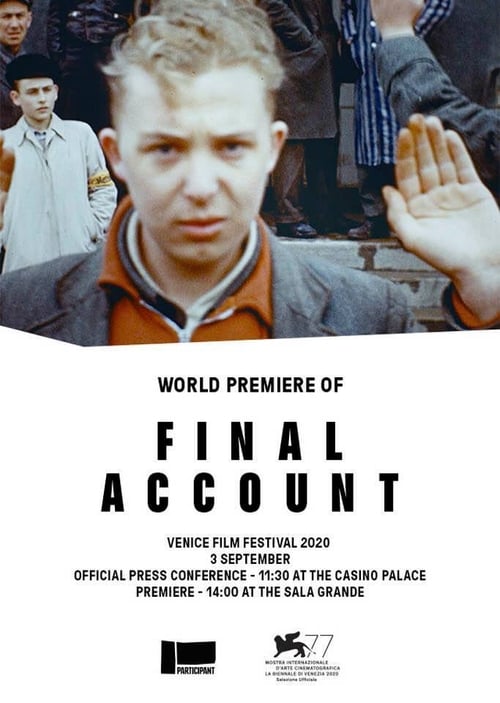 WORLD PREMIERE OF
FINAL
ACCOUNT
VENICE FILM FESTIVAL 2020
3 SEPTEMBER
OFFICIAL PRESS CONFERENCE - 11:30 AT THE CASINO PALACE
PREMIERE - 14:00 AT THE SALA GRANDE
PARTICIPANT
77
MOSTRA INTERNAZIONALE
D'ARTE CINEMATOGRAFICA
LA BIENNALE DI VENEZIA 2020
Selezione Ufficiale